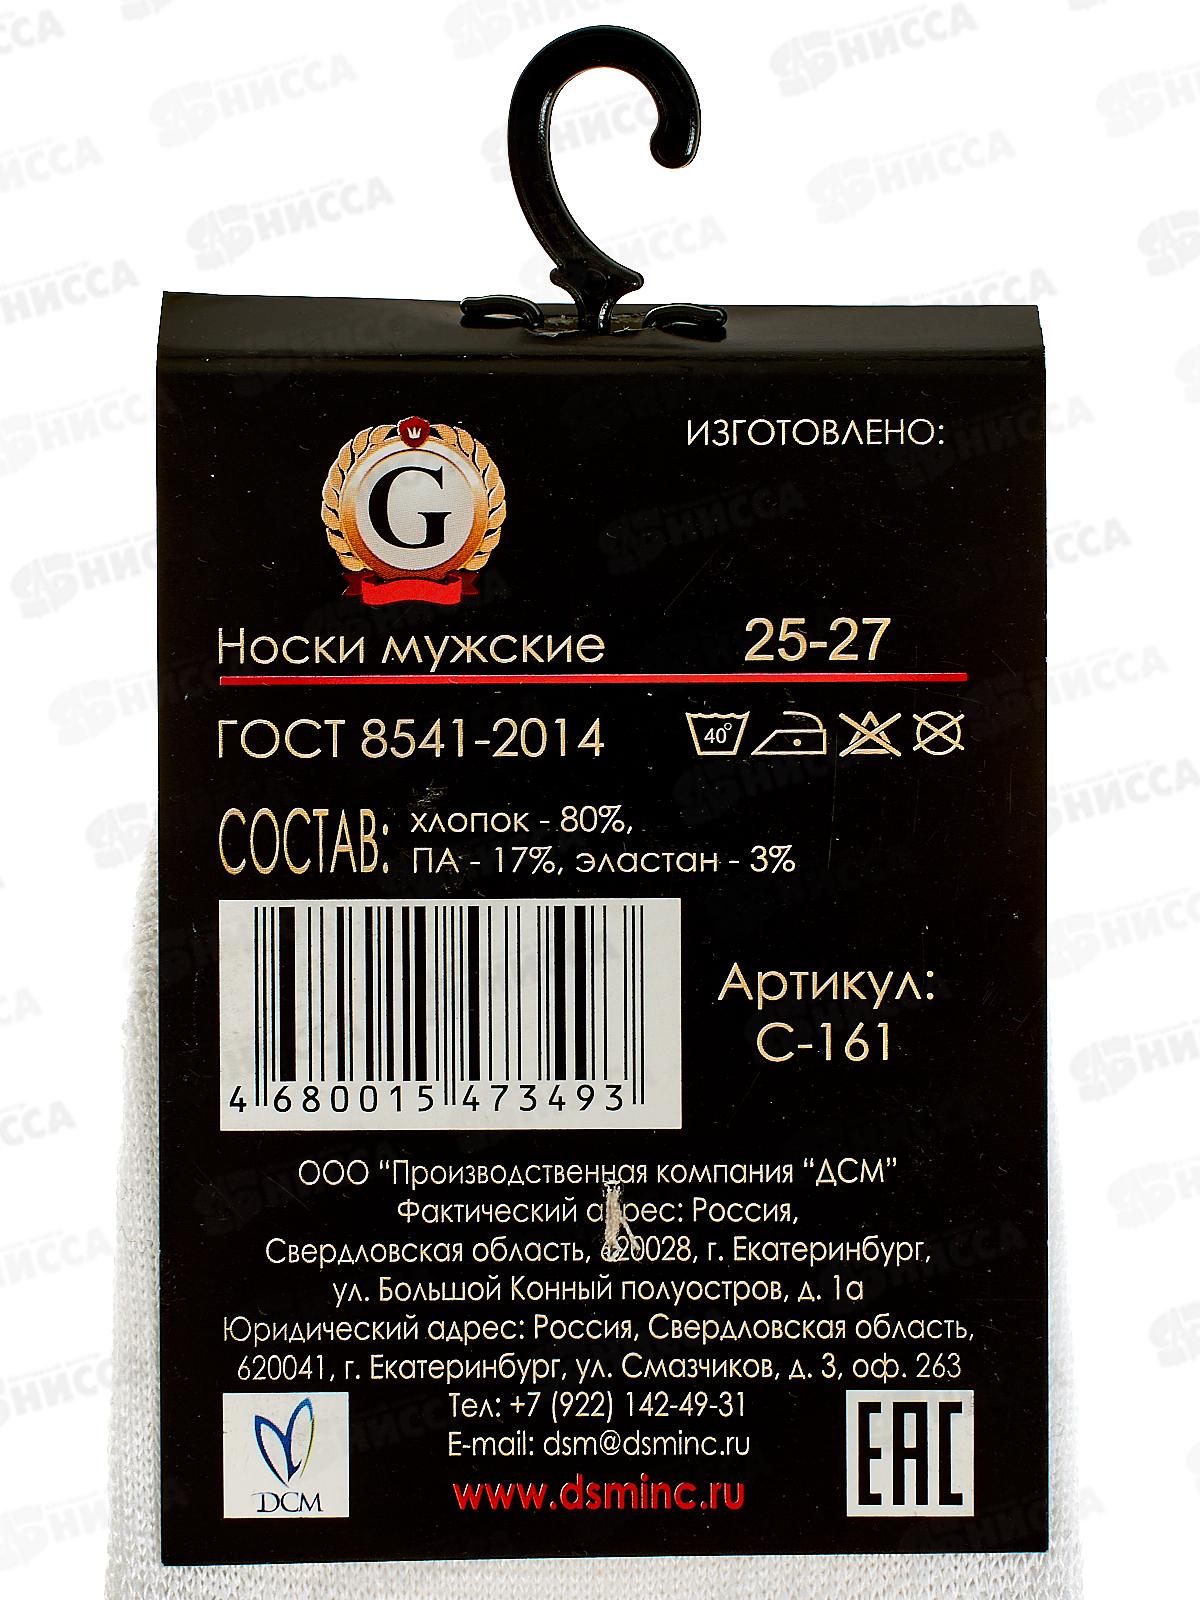 ИЗГОТОВЛЕНО:
G
Носки мужские 25-27
ГОСТ 8541-2014
40°
СОСТАВ: хлопок - 80%,
ПА - 17%, эластан - 3%
4 680015 473493
Артикул:
С-161
ООО “Производственная компания “ДСМ”
Фактический адрес: Россия,
Свердловская область, 620028, г. Екатеринбург,
ул. Большой Конный полуостров, д. 1а
Юридический адрес: Россия, Свердловская область,
620041, г. Екатеринбург, ул. Смазчиков, д. 3, оф. 263
Тел: +7 (922) 142-49-31
E-mail: dsm@dsminc.ru
www.dsminc.ru
ДСМ
EAC
НИССА